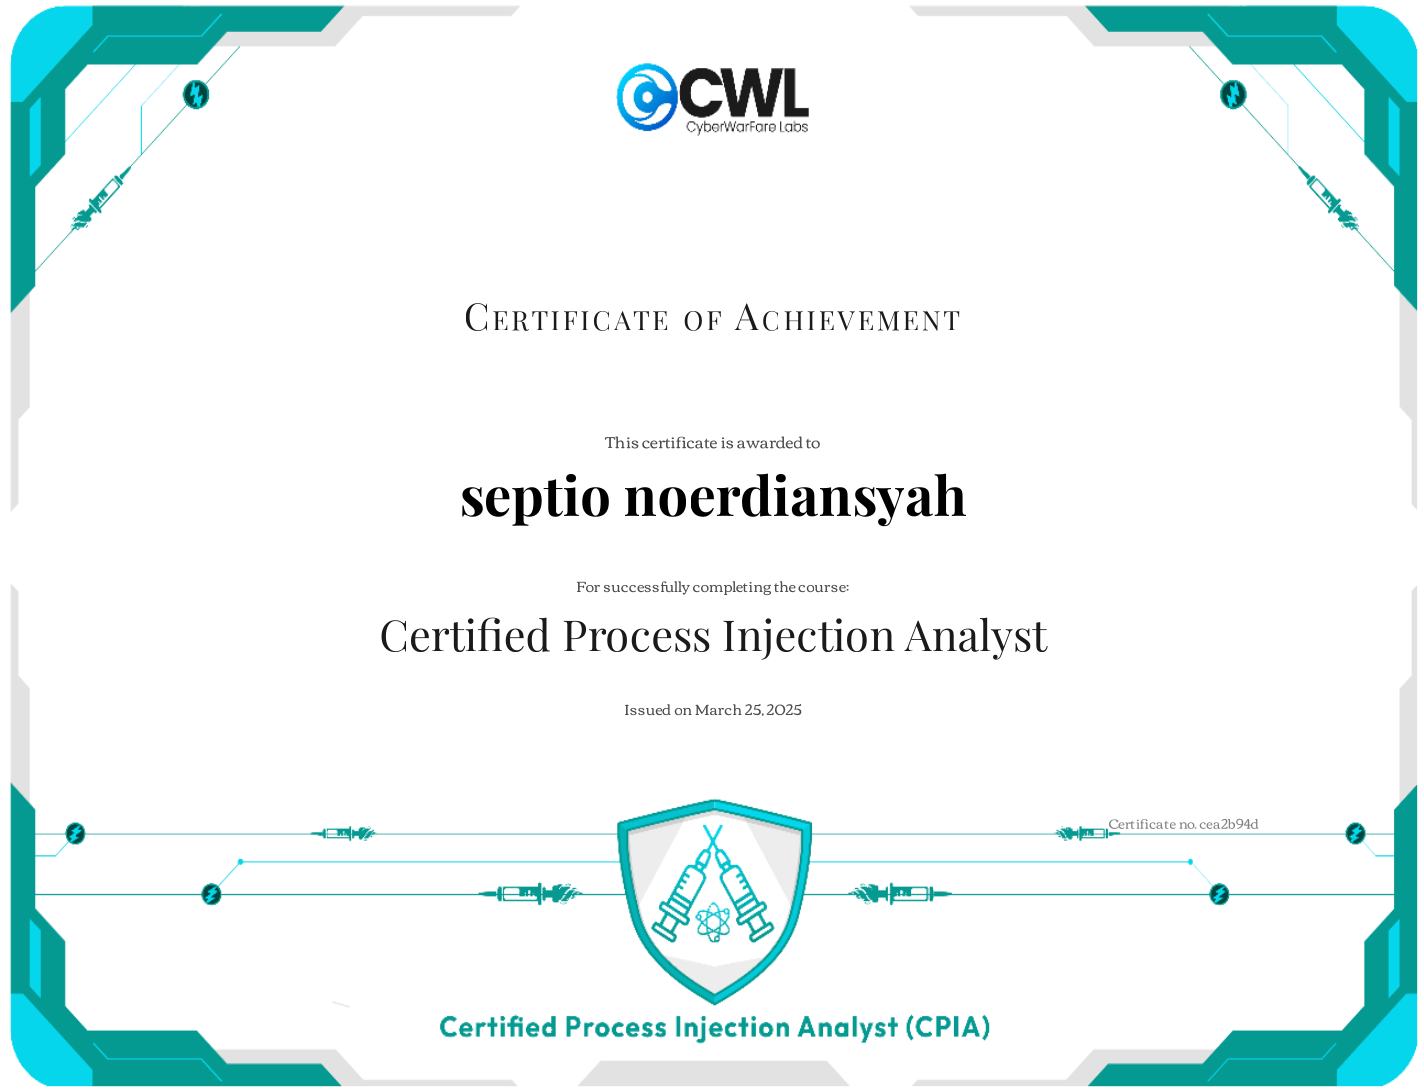 CWL
CyberWarFare Labs
Certificate of Achievement
This certificate is awarded to
septio noerdiansyah
For successfully completing the course:
Certified Process Injection Analyst
Issued on March 25, 2025
Certificate no. cea2b94d
Certified Process Injection Analyst (CPIA)